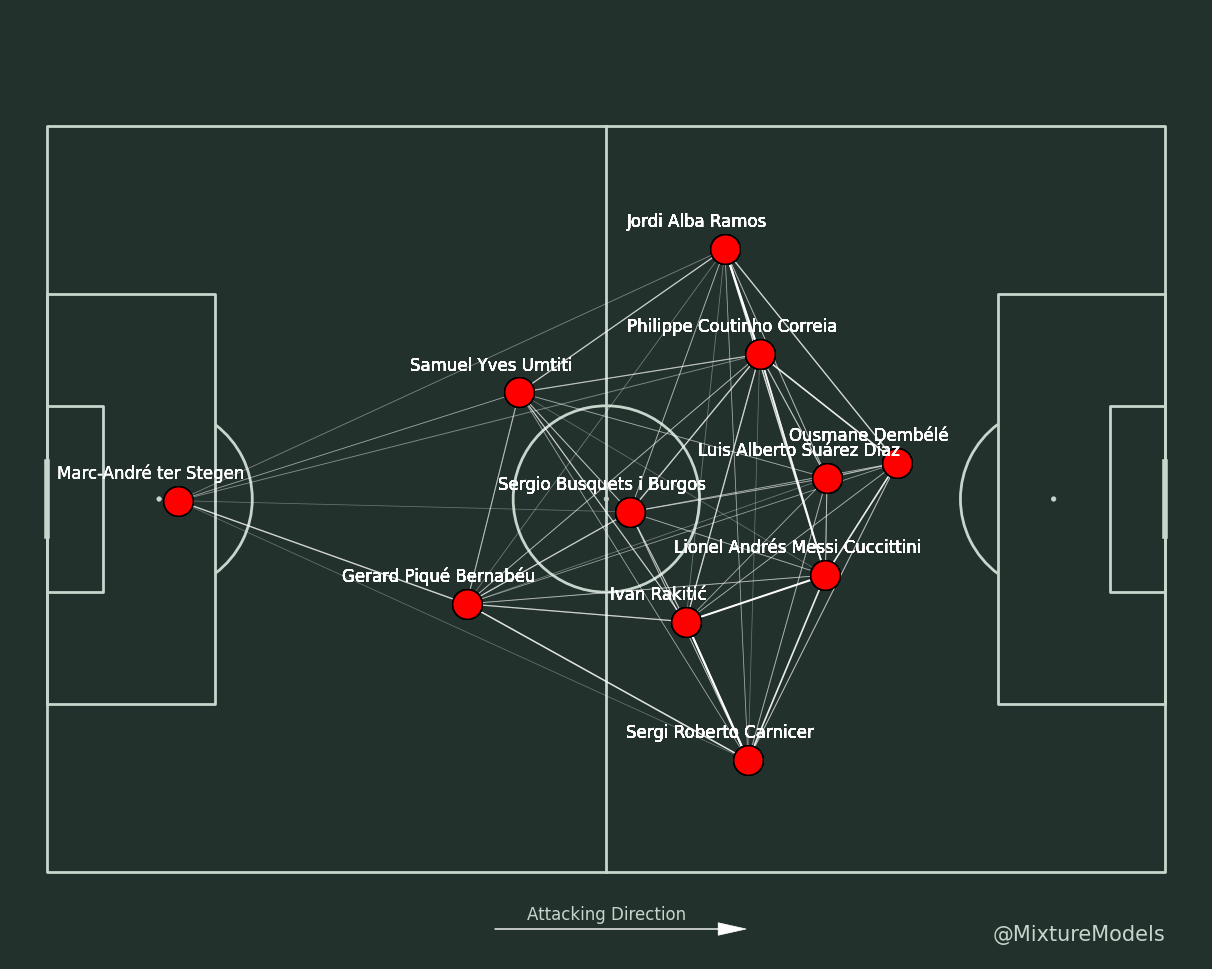 Jordi Alba Ramos
Philippe Coutinho Correia
Samuel Yves Umtiti
Ousmane Dembélé
Luis Alberto Suárez Díaz
Marc-André ter Stegen
Sergio Busquets i Burgos
Lionel Andrés Messi Cuccittini
Gerard Piqué Bernabéu
Ivan Rakitić
Sergi Roberto Carnicer
Attacking Direction
@MixtureModels